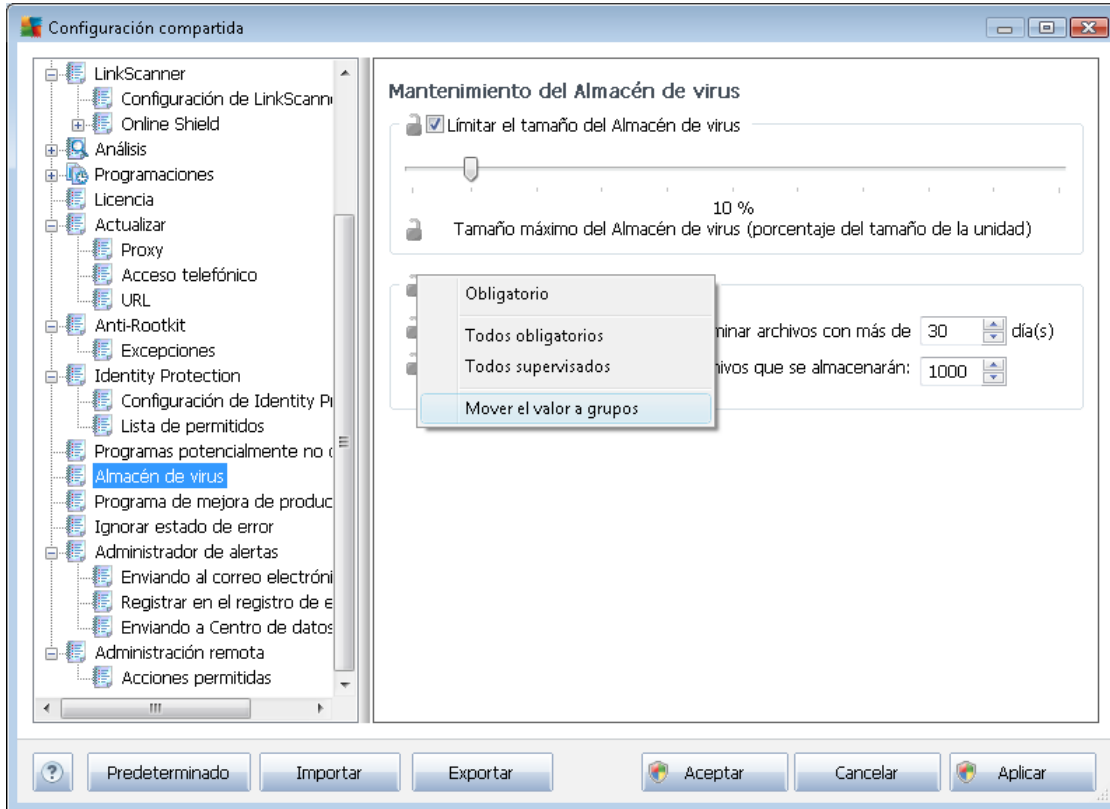 Configuración compartida
LinkScanner
Configuración de LinkScann
Online Shield
Análisis
Programaciones
Licencia
Actualizar
Proxy
Acceso telefónico
URL
Anti-Rootkit
Excepciones
Identity Protection
Configuración de Identity P
Lista de permitidos
Programas potencialmente no
Almacén de virus
Programa de mejora de produc
Ignorar estado de error
Administrador de alertas
Enviando al correo electróni
Registrar en el registro de e
Enviando a Centro de datos
Administración remota
Acciones permitidas
Mantenimiento del Almacén de virus
Límitar el tamaño del Almacén de virus
10 %
Tamaño máximo del Almacén de virus (porcentaje del tamaño de la unidad)
Obligatorio
Todos obligatorios
Todos supervisados
Mover el valor a grupos
minar archivos con más de 30 día(s)
hivos que se almacenarán: 1000
? Predeterminado Importar Exportar Aceptar Cancelar Aplicar